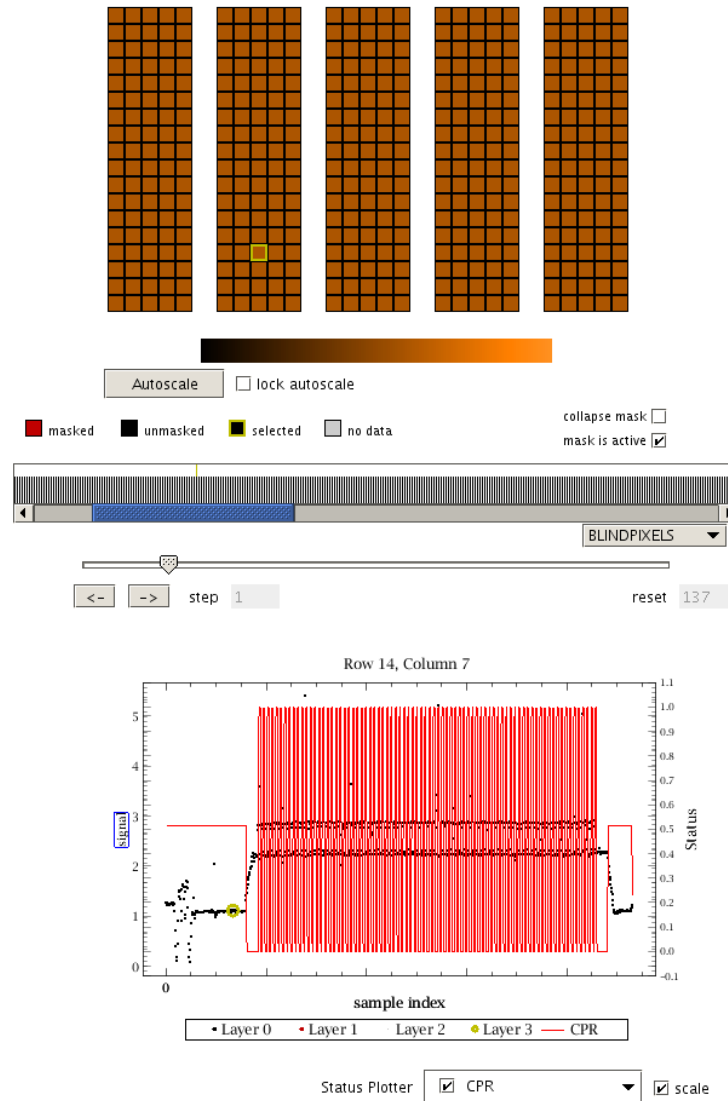 Autoscale lock autoscale
masked unmasked selected no data
collapse mask
mask is active
BLINDPIXELS
<- -> step 1 reset 137
Row 14, Column 7
signal
5
4
3
2
1
0
1.1
1.0
0.9
0.8
0.7
0.6
0.5
0.4
0.3
0.2
0.1
0.0
-0.1
Status
0
sample index
Layer 0 Layer 1 Layer 2 Layer 3 CPR
Status Plotter CPR scale